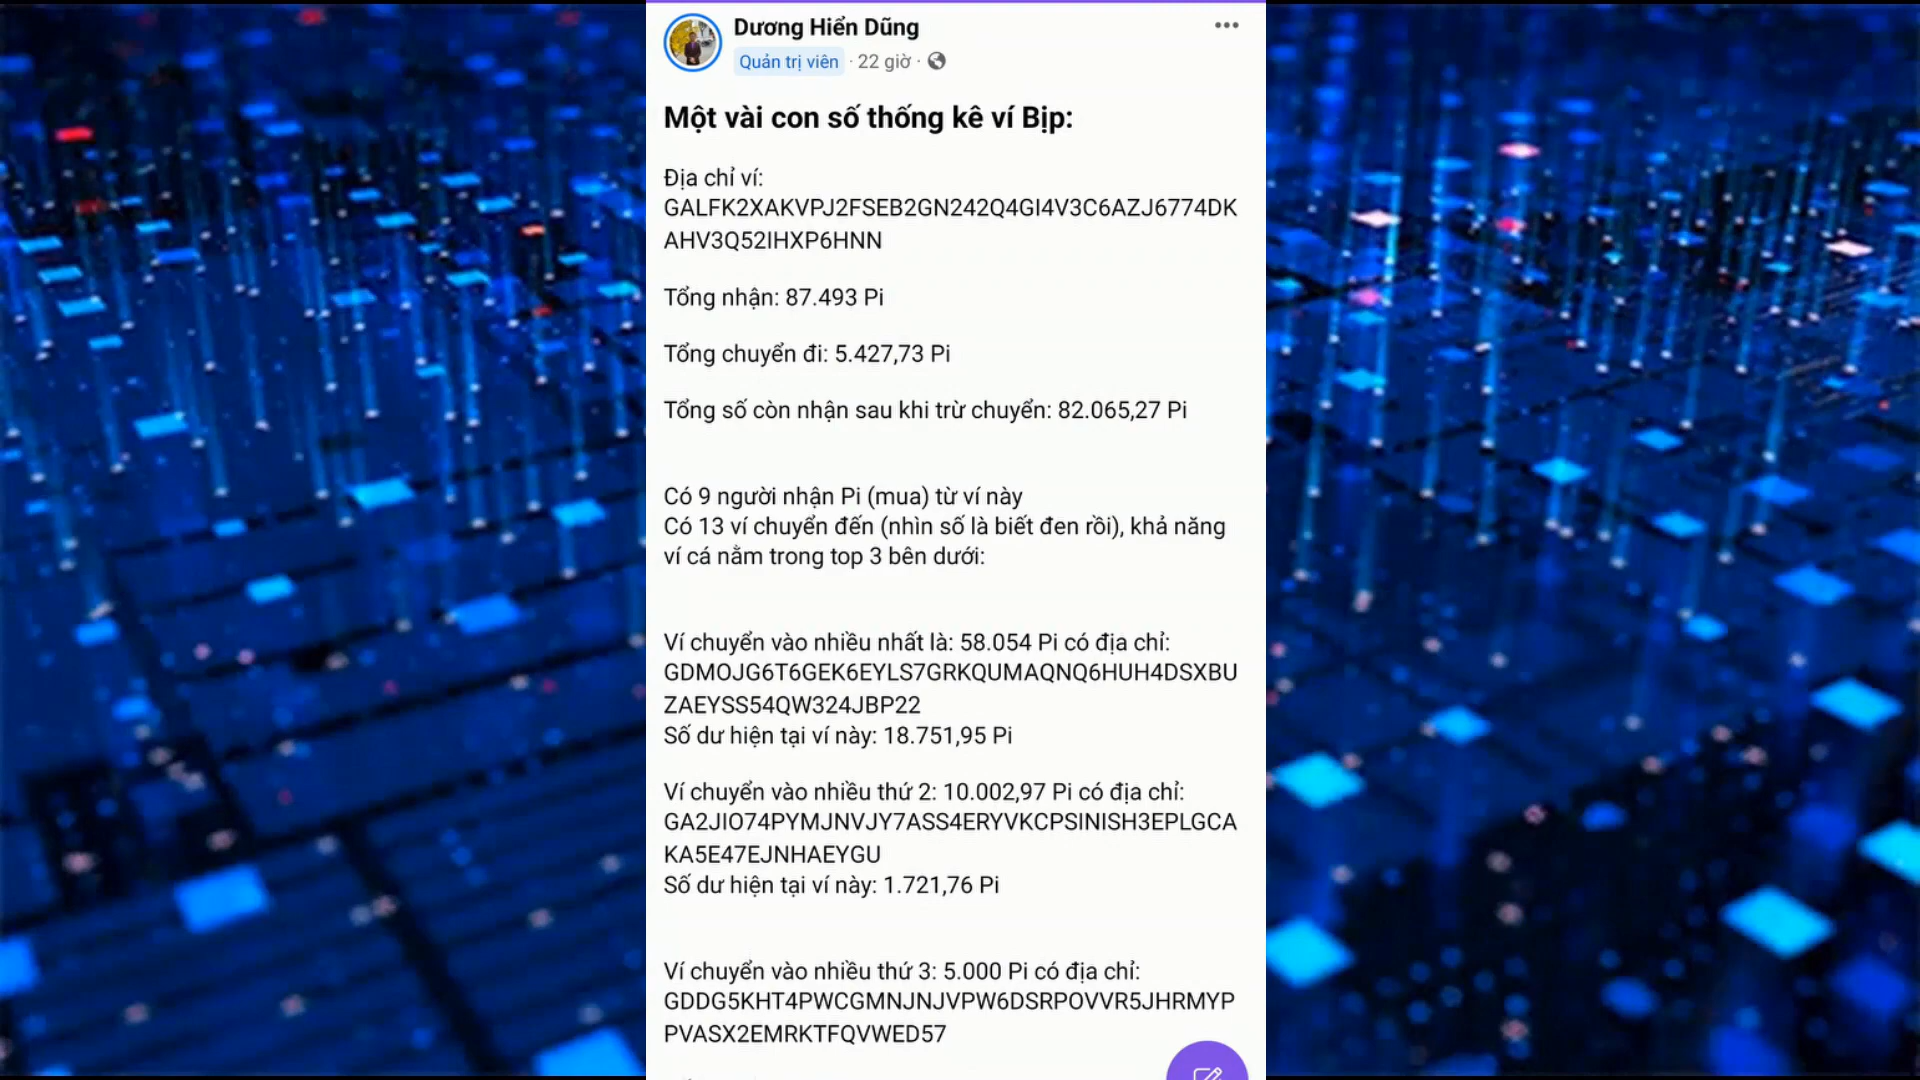 Dương Hiển Dũng
Quản trị viên · 22 giờ ·
Một vài con số thống kê ví Bịp:
Địa chỉ ví:
GALFK2XAKVPJ2FSEB2GN242Q4GI4V3C6AZJ6774DK
AHV3Q52IHXP6HNN
Tổng nhận: 87.493 Pi
Tổng chuyển đi: 5.427,73 Pi
Tổng số còn nhận sau khi trừ chuyển: 82.065,27 Pi
Có 9 người nhận Pi (mua) từ ví này
Có 13 ví chuyển đến (nhìn số là biết đen rồi), khả năng
ví cá nằm trong top 3 bên dưới:
Ví chuyển vào nhiều nhất là: 58.054 Pi có địa chỉ:
GDMOJG6T6GEK6EYLS7GRKQUMAQNQ6HUH4DSXBU
ZAEYSS54QW324JBP22
Số dư hiện tại ví này: 18.751,95 Pi
Ví chuyển vào nhiều thứ 2: 10.002,97 Pi có địa chỉ:
GA2JIO74PYMJNVJY7ASS4ERYVKCPSINISH3EPLGCA
KA5E47EJNHAEYGU
Số dư hiện tại ví này: 1.721,76 Pi
Ví chuyển vào nhiều thứ 3: 5.000 Pi có địa chỉ:
GDDG5KHT4PWCGMNJNJVPW6DSRPOVVR5JHRMYP
PVASX2EMRKTFQVWED57